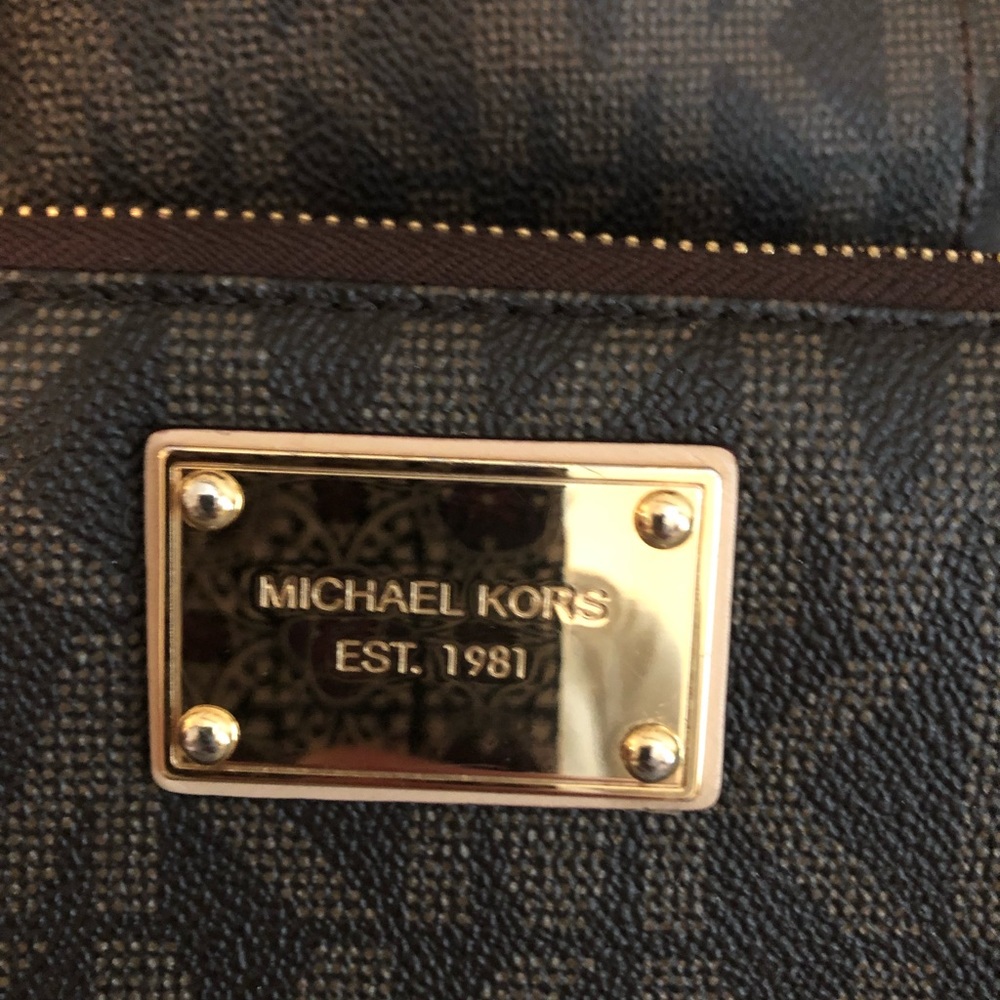 MICHAEL KORS
EST. 1981